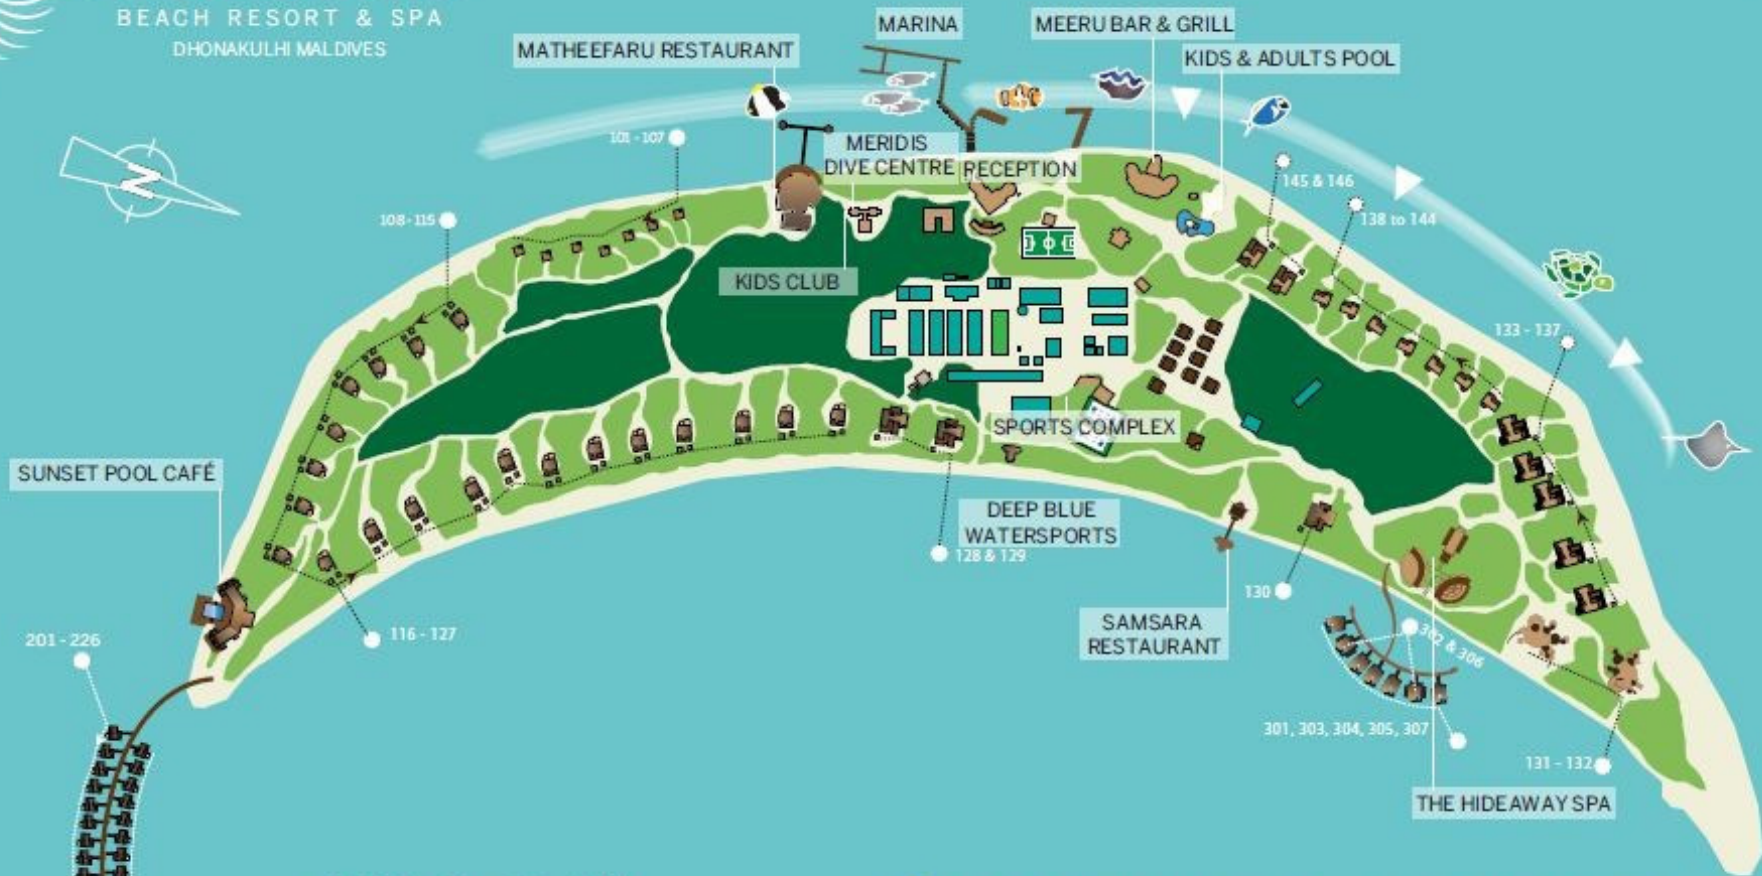 BEACH RESORT & SPA
DHONAKULHI MALDIVES
MARINA
MEERU BAR & GRILL
MATHEEFARU RESTAURANT
KIDS & ADULTS POOL
101 - 107
MERIDIS
DIVE CENTRE
RECEPTION
N
145 & 146
108 - 115
138 to 144
KIDS CLUB
133 - 137
SPORTS COMPLEX
SUNSET POOL CAFÉ
DEEP BLUE
WATERSPORTS
128 & 129
130
SAMSARA
RESTAURANT
116 - 127
201 - 226
302 & 306
301, 303, 304, 305, 307
131 - 132
THE HIDEAWAY SPA